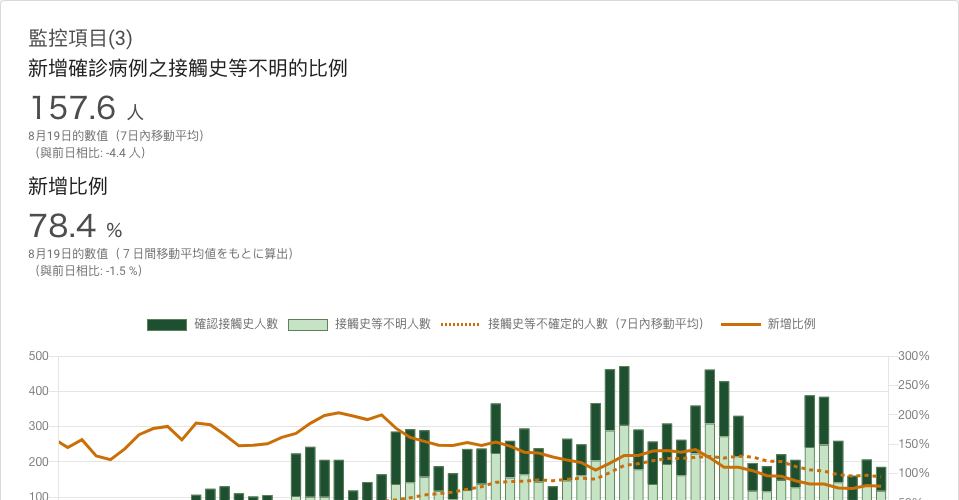 監控項目(3)
新增確診病例之接觸史等不明的比例
157.6 人
8月19日的數值（7日內移動平均）
（與前日相比: -4.4 人）
新增比例
78.4 %
8月19日的數值（７日間移動平均値をもとに算出）
（與前日相比: -1.5 %）
確認接觸史人數 接觸史等不明人數 接觸史等不確定的人數（7日內移動平均） 新增比例
500 300%
250%
400
200%
300
150%
200
100%
100